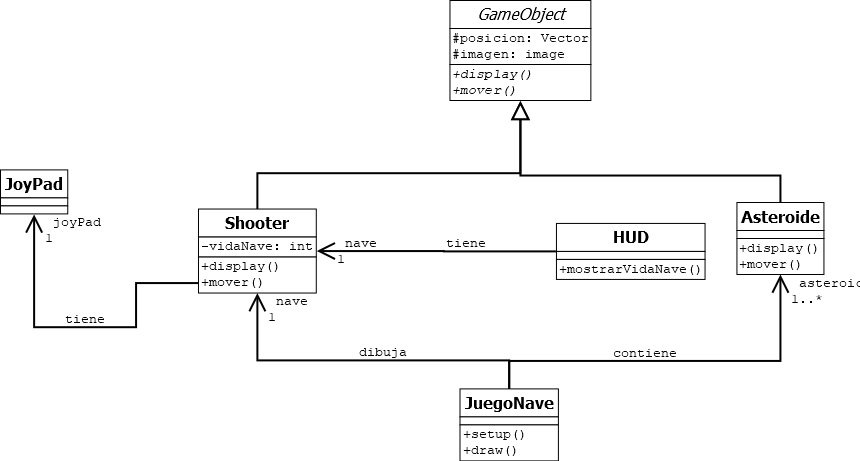 GameObject
#posicion: Vector
#imagen: image
+display()
+mover()
JoyPad
joyPad
1
tiene
Shooter
-vidaNave: int
+display()
+mover()
nave
1
tiene
HUD
+mostrarVidaNave()
Asteroide
+display()
+mover()
asteroid
1..*
nave
1
dibuja
contiene
JuegoNave
+setup()
+draw()